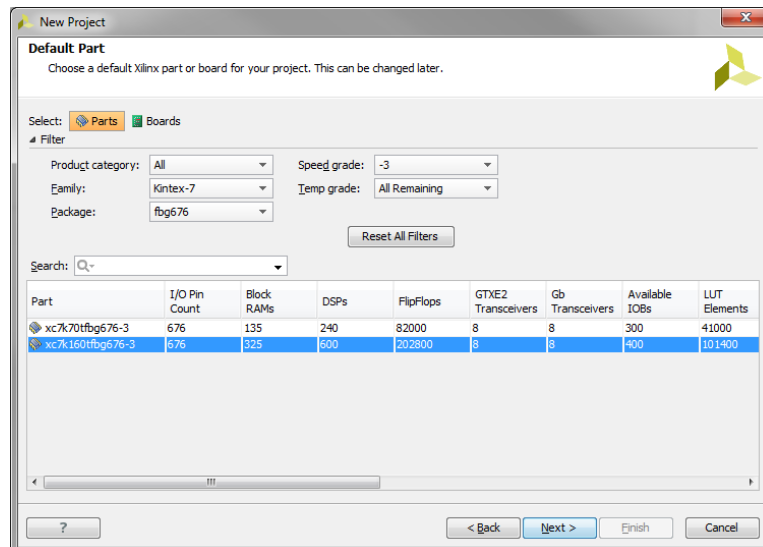 New Project
Default Part
Choose a default Xilinx part or board for your project. This can be changed later.
Select: Parts Boards
Filter
Product category: All Speed grade: -3
Family: Kintex-7 Temp grade: All Remaining
Package: fbg676
Reset All Filters
Search:
Part I/O Pin Count Block RAMs DSPs FlipFlops GTXE2 Transceivers Gb Transceivers Available IOBs LUT Elements
xc7k70tfbg676-3 676 135 240 82000 8 8 300 41000
xc7k160tfbg676-3 676 325 600 202800 8 8 400 101400
? < Back Next > Finish Cancel